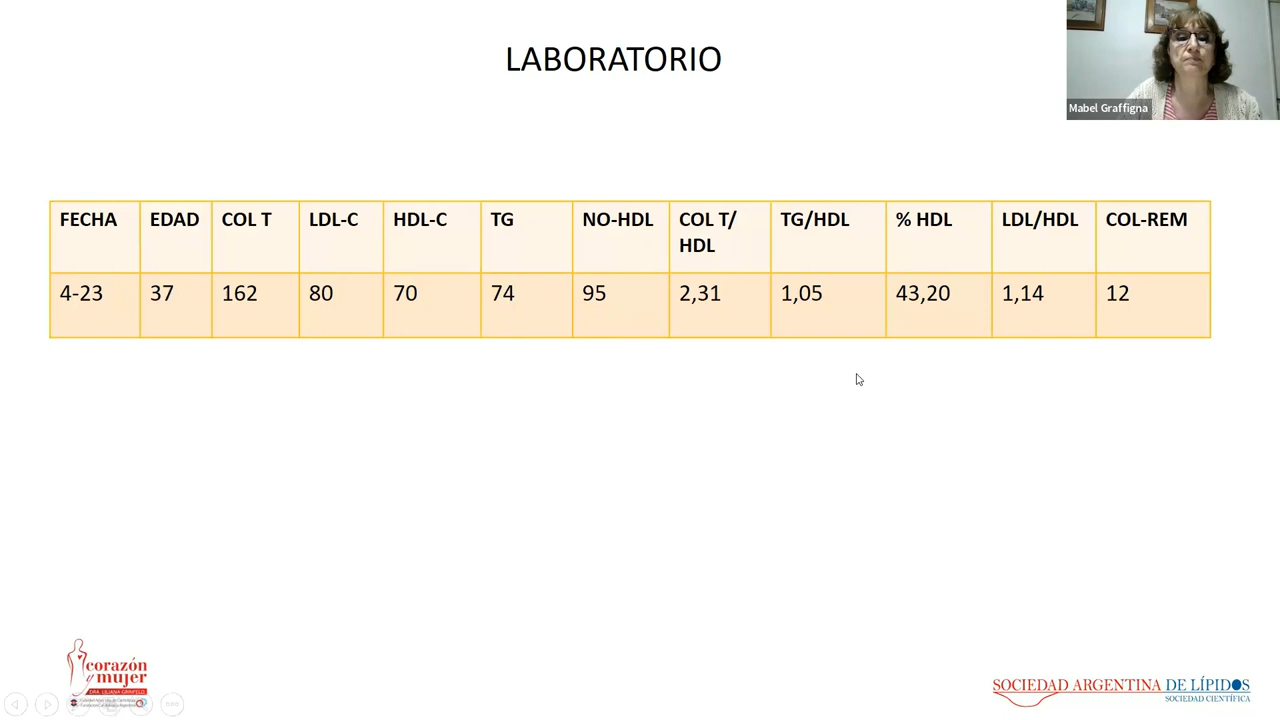 LABORATORIO
Mabel Graffigna
FECHA EDAD COL T LDL-C HDL-C TG NO-HDL COL T/ HDL TG/HDL % HDL LDL/HDL COL-REM
4-23 37 162 80 70 74 95 2,31 1,05 43,20 1,14 12
corazón
y mujer
DRA. LILIANA GRINFELD
SOCIEDAD ARGENTINA DE LÍPIDOS
SOCIEDAD CIENTÍFICA